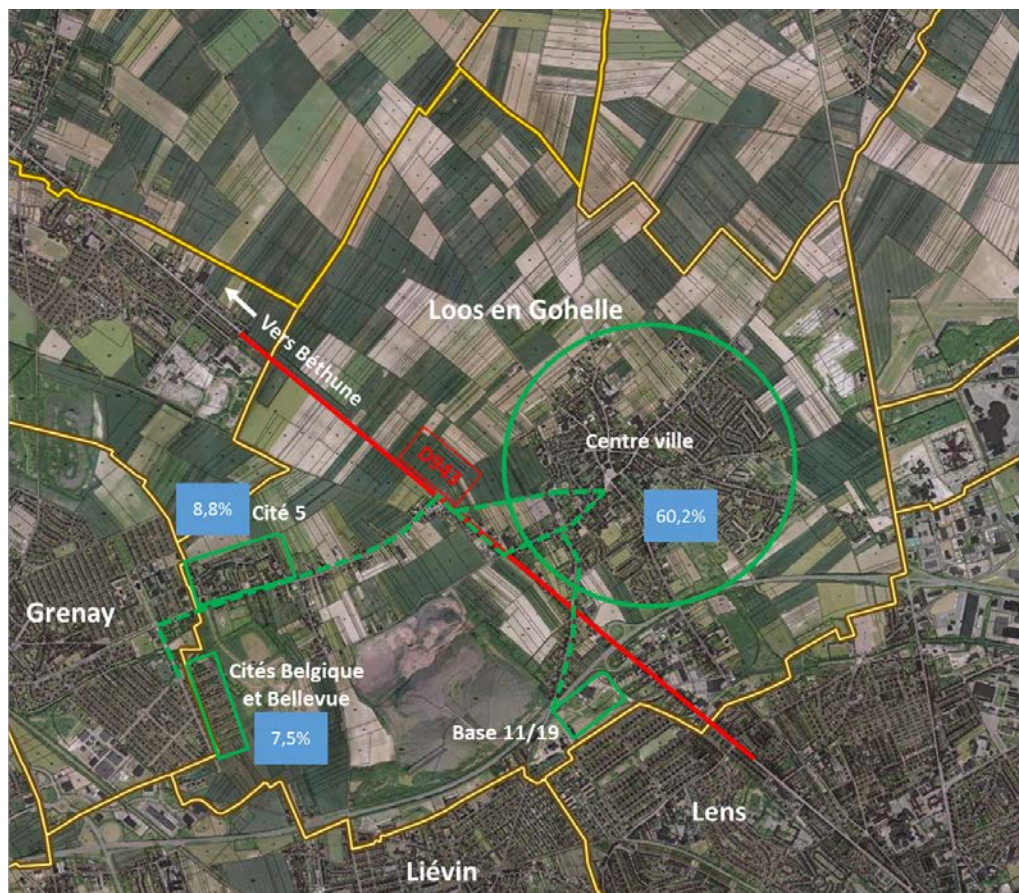 Loos en Gohelle
Vers Béthune
D943
Centre ville
8,8%
Cité 5
60,2%
Grenay
Cités Belgique
et Bellevue
7,5%
Base 11/19
Lens
Liévin